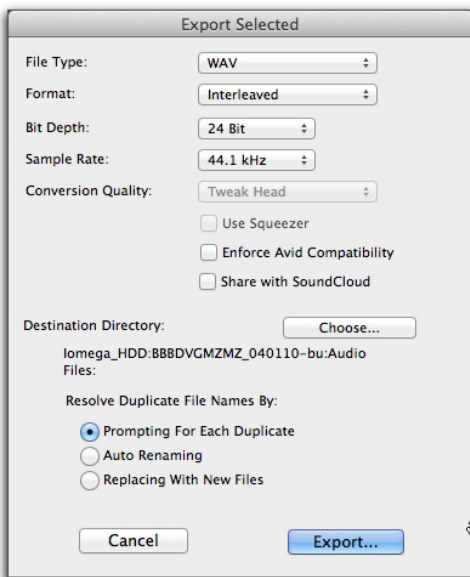 Export Selected
File Type: WAV
Format: Interleaved
Bit Depth: 24 Bit
Sample Rate: 44.1 kHz
Conversion Quality: Tweak Head
Use Squeezer
Enforce Avid Compatibility
Share with SoundCloud
Destination Directory: Choose...
Iomega_HDD:BBBDVGMZMZ_040110-bu:Audio
Files:
Resolve Duplicate File Names By:
Prompting For Each Duplicate
Auto Renaming
Replacing With New Files
Cancel Export...